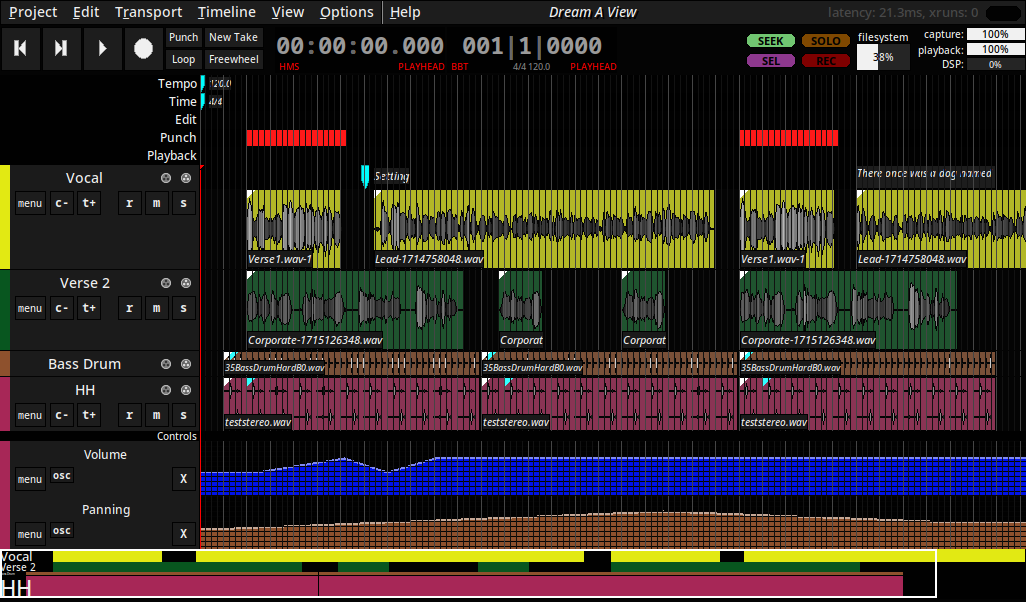 Project Edit Transport Timeline View Options Help Dream A View latency: 21.3ms, xruns: 0
Punch New Take 00:00:00.000 001|1|0000 SEEK SOLO filesystem capture: 100%
Loop Freewheel HMS PLAYHEAD BBT 4/4 120.0 PLAYHEAD SEL REC 38% playback: 100%
DSP: 0%
Tempo 120.0
Time 4/4
Edit
Punch
Playback
Vocal Setting There once was a dog named
menu c- t+ r m s
Verse1.wav-1 Lead-1714758048.wav Verse1.wav-1 Lead-1714758048.wav
Verse 2
menu c- t+ r m s
Corporate-1715126348.wav Corporat Corporat Corporate-1715126348.wav
Bass Drum 35BassDrumHardB0.wav 35BassDrumHardB0.wav 35BassDrumHardB0.wav
HH
menu c- t+ r m s
teststereo.wav teststereo.wav teststereo.wav
Controls
Volume
menu osc X
Panning
menu osc X
Vocal
Verse 2
HH